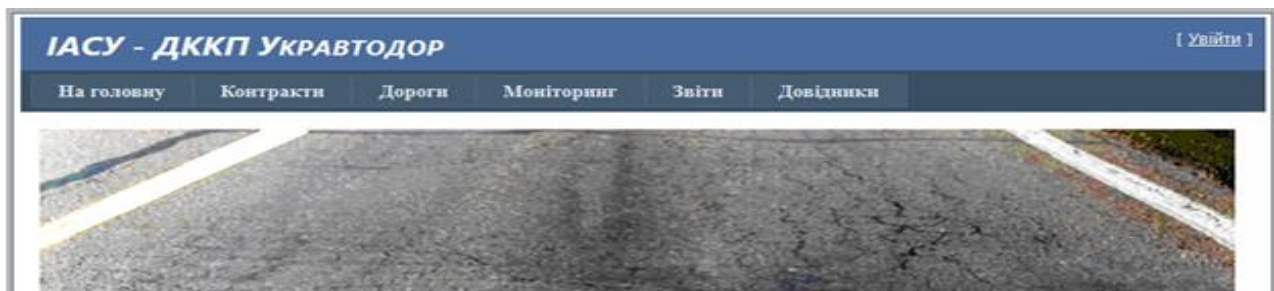 ІАСУ - ДККП Укравтодор
[ Увійти ]
На головну Контракти Дороги Моніторинг Звіти Довідники